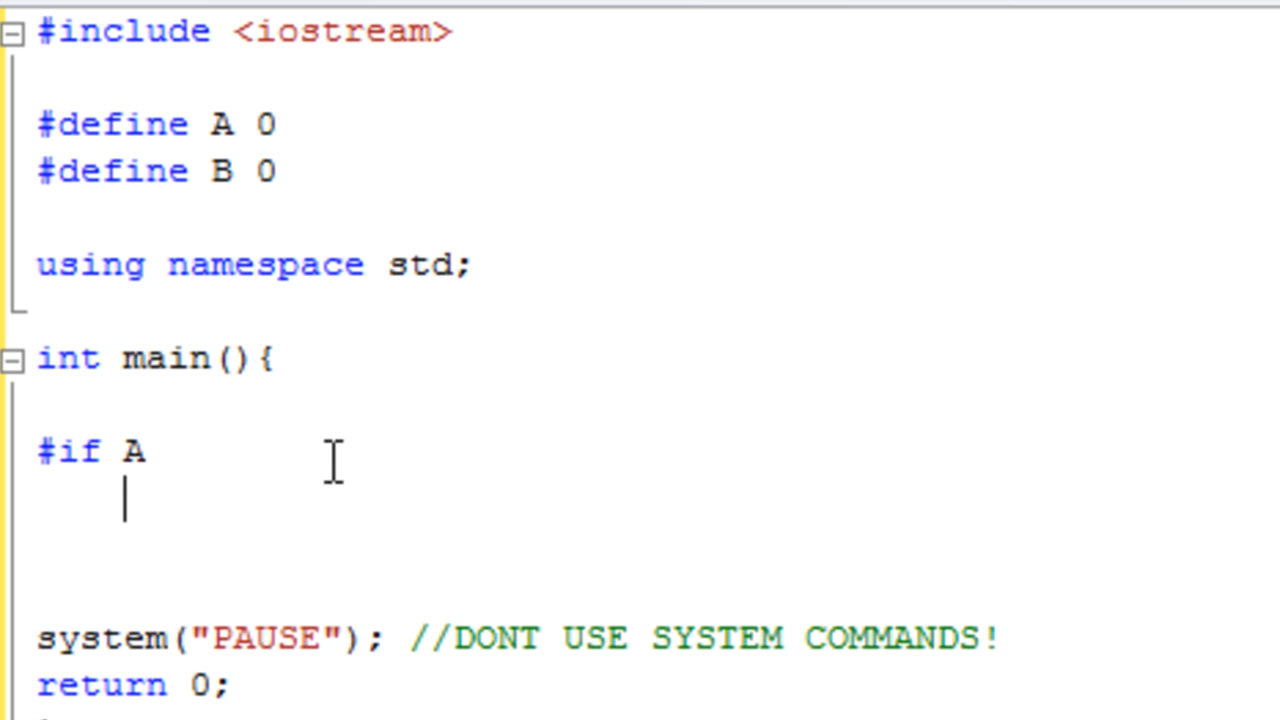 #include <iostream>
#define A 0
#define B 0
using namespace std;
int main(){
#if A
system("PAUSE"); //DONT USE SYSTEM COMMANDS!
return 0;